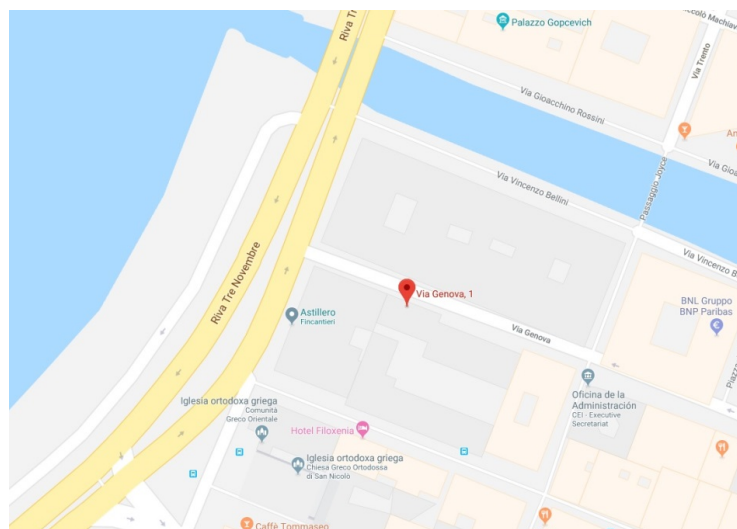 Riva Tre
Palazzo Gopcevich
Via Trento
Via Gioacchino Rossini
Via Vincenzo Bellini
Passaggio Joyce
Riva Tre Novembre
Via Genova, 1
Via Genova
Astillero
Fincantieri
BNL Gruppo
BNP Paribas
Oficina de la
Administración
CEI - Executive
Secretariat
Iglesia ortodoxa griega
Comunità
Greco Orientale
Hotel Filoxenia
Iglesia ortodoxa griega
Chiesa Greco Ortodossa
di San Nicolò
Caffè Tommaseo